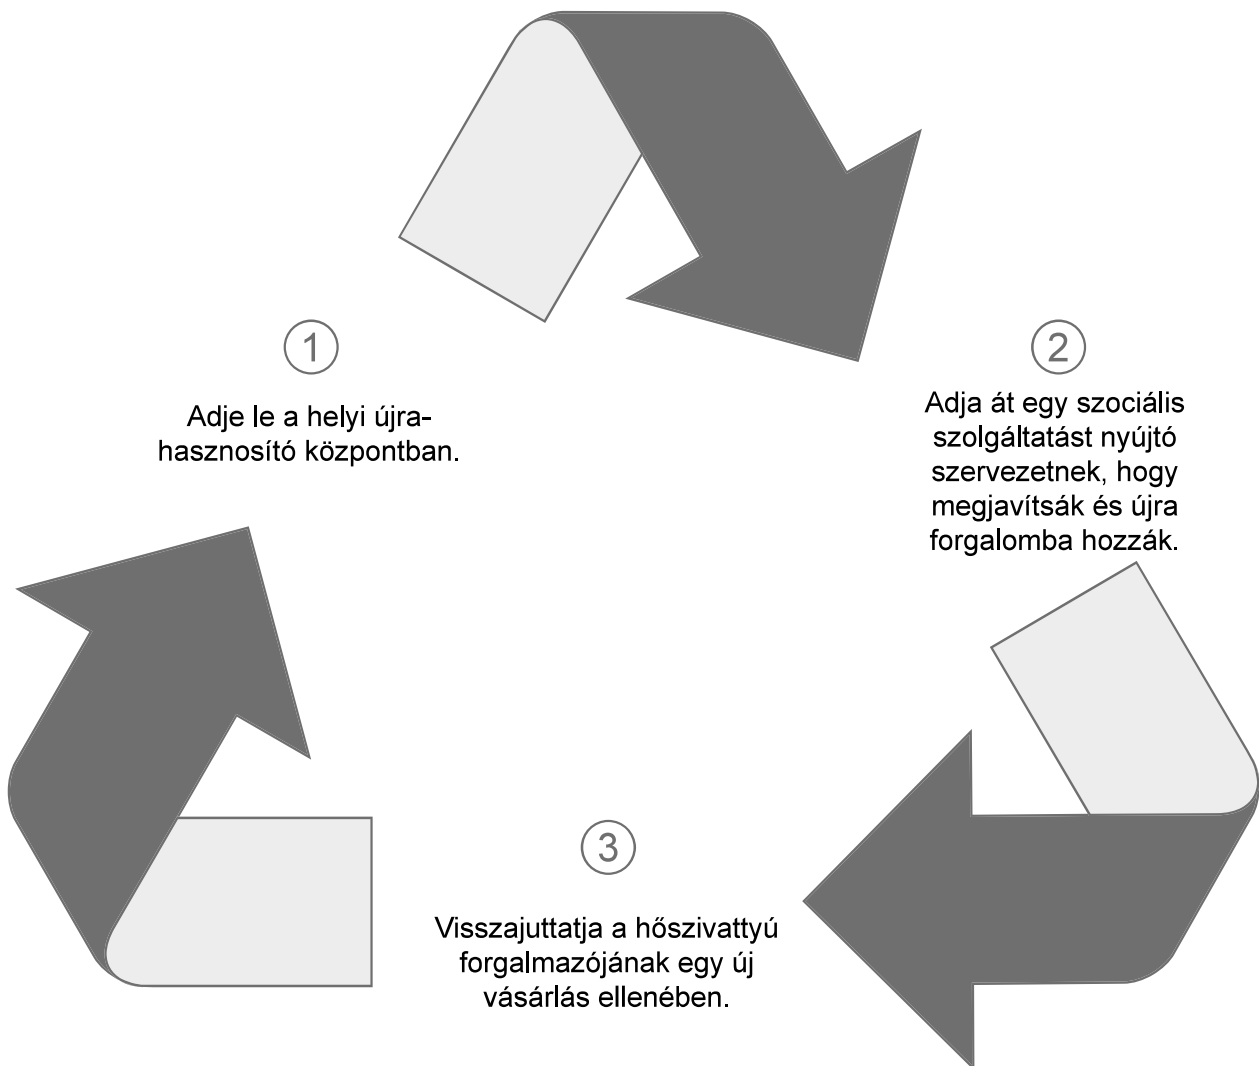 1
Adje le a helyi újra-
hasznosító központban.
2
Adja át egy szociális
szolgáltatást nyújtó
szervezetnek, hogy
megjavítsák és újra
forgalomba hozzák.
3
Visszajuttatja a hőszivattyú
forgalmazójának egy új
vásárlás ellenében.